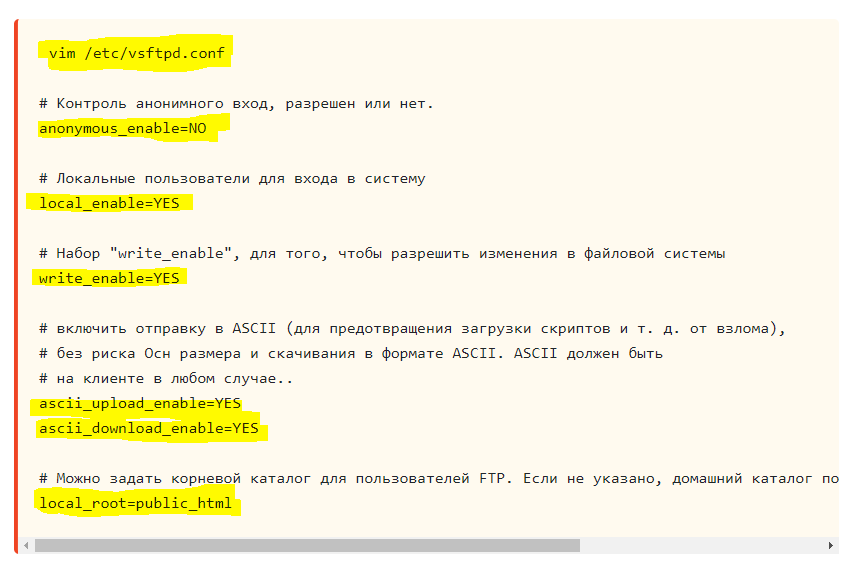 vim /etc/vsftpd.conf
# Контроль анонимного вход, разрешен или нет.
anonymous_enable=NO
# Локальные пользователи для входа в систему
local_enable=YES
# Набор "write_enable", для того, чтобы разрешить изменения в файловой системы
write_enable=YES
# включить отправку в ASCII (для предотвращения загрузки скриптов и т. д. от взлома),
# без риска Осн размера и скачивания в формате ASCII. ASCII должен быть
# на клиенте в любом случае..
ascii_upload_enable=YES
ascii_download_enable=YES
# Можно задать корневой каталог для пользователей FTP. Если не указано, домашний каталог по
local_root=public_html